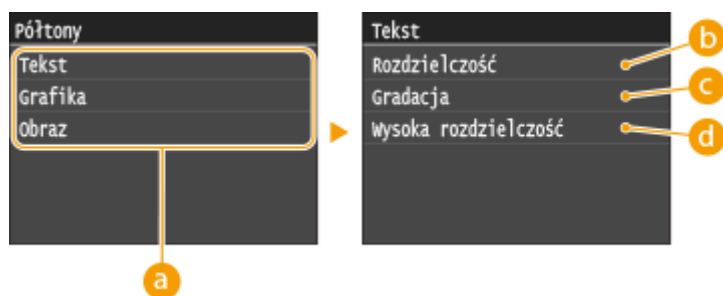 Półtony
Tekst
Grafika
Obraz
a
Tekst
Rozdzielczość
Gradacja
Wysoka rozdzielczość
b
c
d